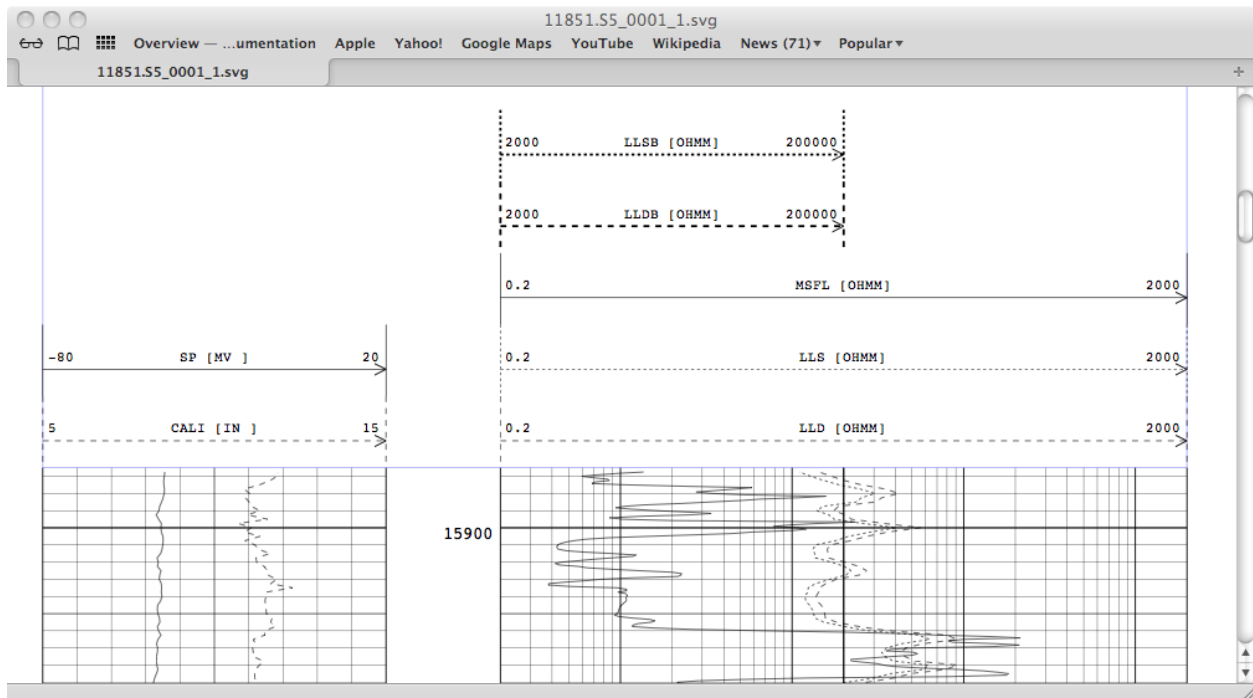 11851.S5_0001_1.svg
Overview — ...umentation Apple Yahoo! Google Maps YouTube Wikipedia News (71)▾ Popular▾
11851.S5_0001_1.svg
2000 LLSB [OHMM] 200000
2000 LLDB [OHMM] 200000
0.2 MSFL [OHMM] 2000
-80 SP [MV ] 20 0.2 LLS [OHMM] 2000
5 CALI [IN ] 15 0.2 LLD [OHMM] 2000
15900